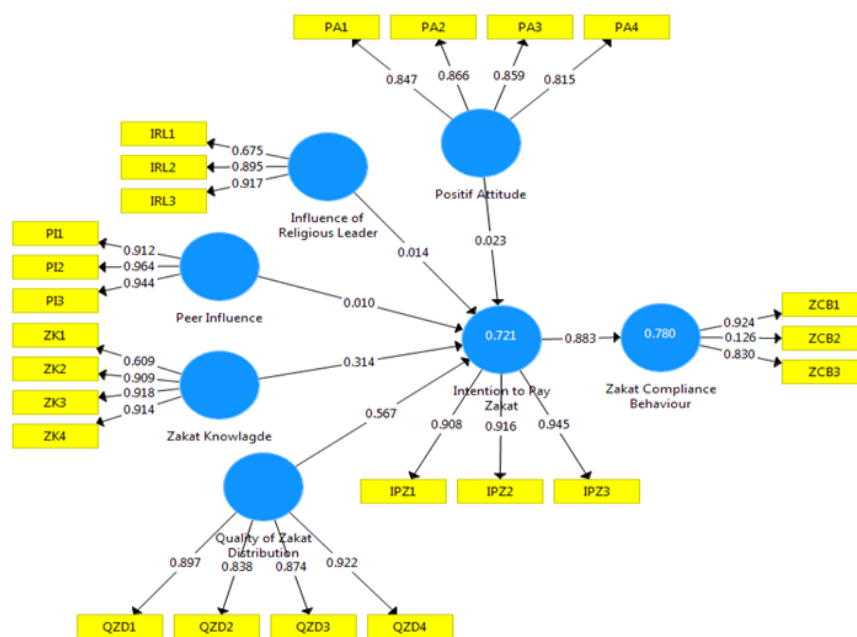 PA1 PA2 PA3 PA4
0.847 0.866 0.859 0.815
Positif Attitude
0.023
IRL1
IRL2
IRL3
0.675
0.895
0.917
Influence of
Religious Leader
0.014
PI1
PI2
PI3
0.912
0.964
0.944
Peer Influence
0.010
ZK1
ZK2
ZK3
ZK4
0.609
0.909
0.918
0.914
Zakat Knowlagde
0.314
0.721
Intention to Pay
Zakat
0.883
0.780
Zakat Compliance
Behaviour
0.924
0.126
0.830
ZCB1
ZCB2
ZCB3
0.567
0.908 0.916 0.945
IPZ1 IPZ2 IPZ3
Quality of Zakat
Distribution
0.897 0.838 0.874 0.922
QZD1 QZD2 QZD3 QZD4